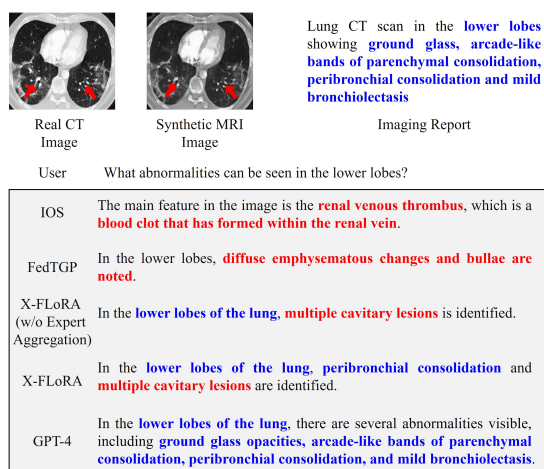 Lung CT scan in the lower lobes
showing ground glass, arcade-like
bands of parenchymal consolidation,
peribronchial consolidation and mild
bronchiolectasis
Real CT
Image
Synthetic MRI
Image
Imaging Report
User
What abnormalities can be seen in the lower lobes?
IOS
The main feature in the image is the renal venous thrombus, which is a
blood clot that has formed within the renal vein.
FedTGP
In the lower lobes, diffuse emphysematous changes and bullae are
noted.
X-FLoRA
(w/o Expert
Aggregation)
In the lower lobes of the lung, multiple cavitary lesions is identified.
X-FLoRA
In the lower lobes of the lung, peribronchial consolidation and
multiple cavitary lesions are identified.
GPT-4
In the lower lobes of the lung, there are several abnormalities visible,
including ground glass opacities, arcade-like bands of parenchymal
consolidation, peribronchial consolidation, and mild bronchiolectasis.